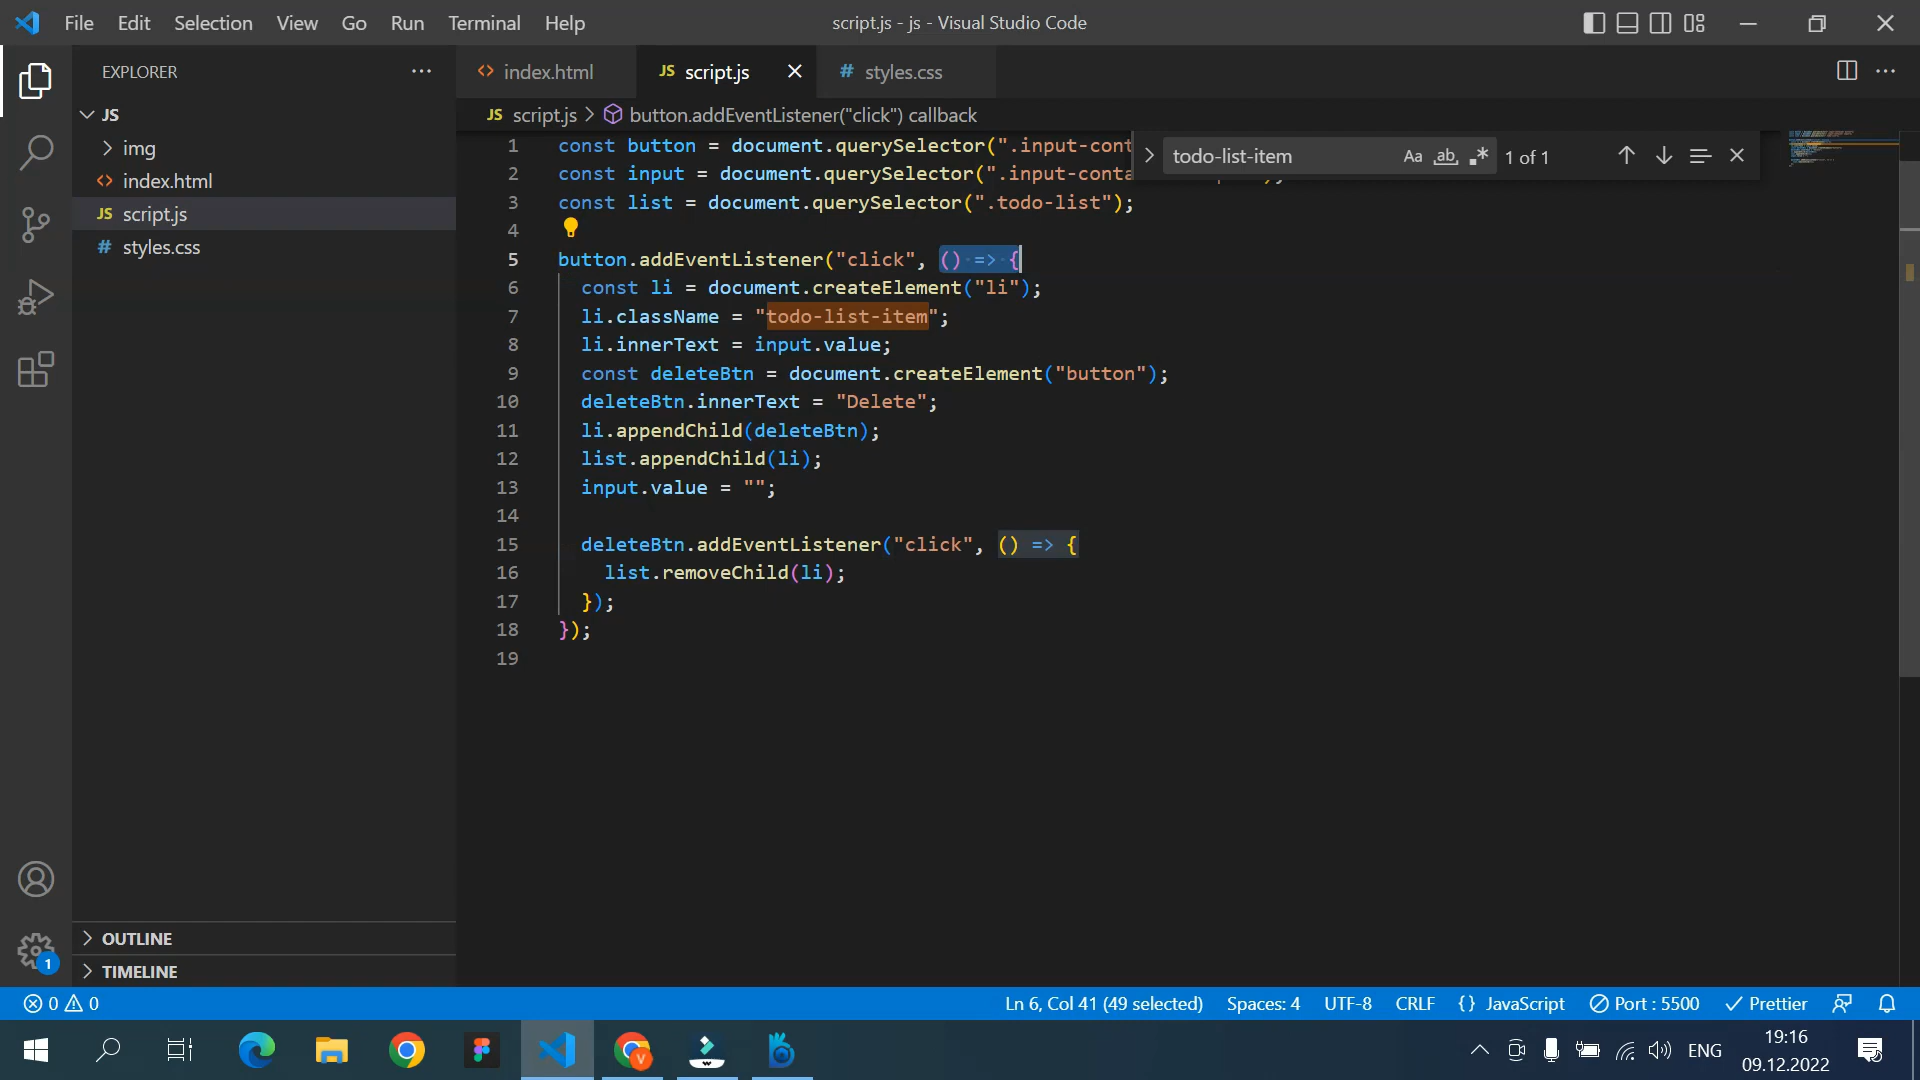 File Edit Selection View Go Run Terminal Help
script.js - js - Visual Studio Code
EXPLORER
JS
img
index.html
script.js
styles.css
OUTLINE
TIMELINE
index.html
JS script.js
# styles.css
JS script.js > button.addEventListener("click") callback
todo-list-item
Aa ab 1 of 1
1 const button = document.querySelector(".input-cont
2 const input = document.querySelector(".input-conta
3 const list = document.querySelector(".todo-list");
4
5 button.addEventListener("click", () => {
6 const li = document.createElement("li");
7 li.className = "todo-list-item";
8 li.innerText = input.value;
9 const deleteBtn = document.createElement("button");
10 deleteBtn.innerText = "Delete";
11 li.appendChild(deleteBtn);
12 list.appendChild(li);
13 input.value = "";
14
15 deleteBtn.addEventListener("click", () => {
16 list.removeChild(li);
17 });
18 });
19
1
0 0
Ln 6, Col 41 (49 selected) Spaces: 4 UTF-8 CRLF {} JavaScript Port : 5500 Prettier
V
ENG
19:16
09.12.2022